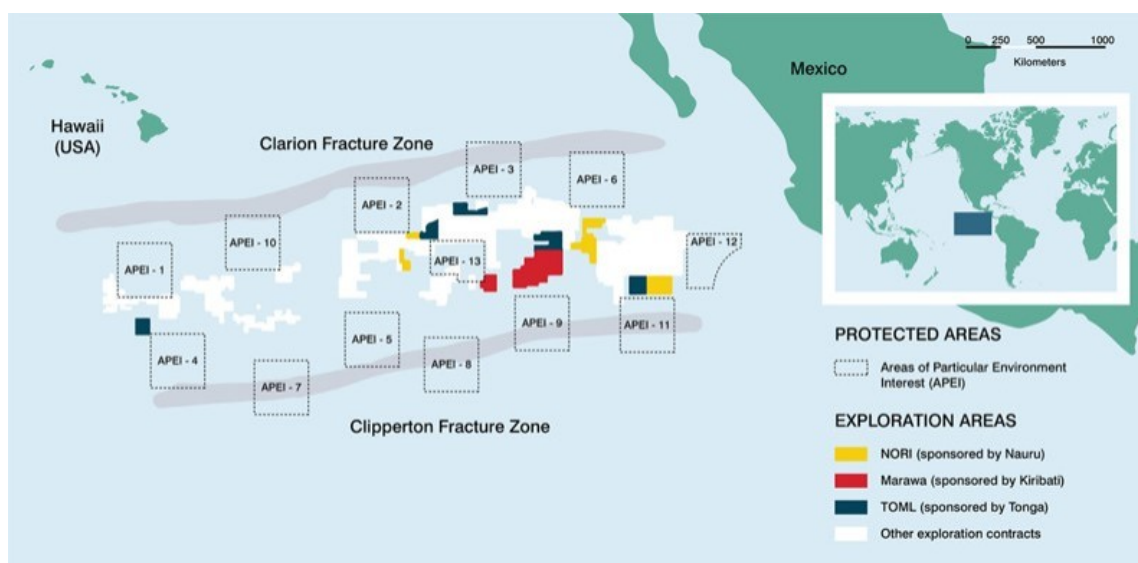 0 250 500 1000
Kilometers
Mexico
Hawaii
(USA)
Clarion Fracture Zone
APEI - 3
APEI - 6
APEI - 2
APEI - 10
APEI - 12
APEI - 13
APEI - 1
APEI - 9
APEI - 11
APEI - 5
APEI - 4
APEI - 8
APEI - 7
Clipperton Fracture Zone
PROTECTED AREAS
Areas of Particular Environment
Interest (APEI)
EXPLORATION AREAS
NORI (sponsored by Nauru)
Marawa (sponsored by Kiribati)
TOML (sponsored by Tonga)
Other exploration contracts